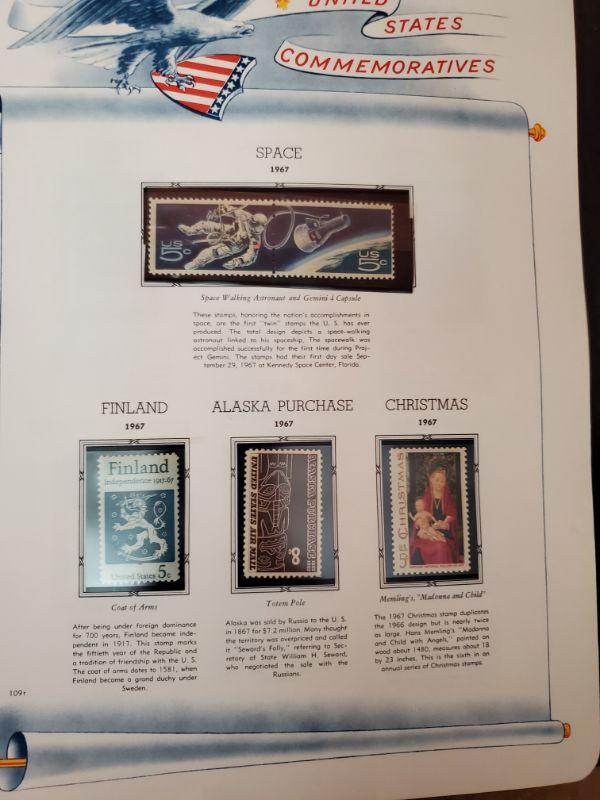 UNITED
STATES
COMMEMORATIVES
SPACE
1967
US
5c
US
5c
Space Walking Astronaut and Gemini 4 Capsule
These stamps, honoring the nation's accomplishments in
space, are the first "twin" stamps the U. S. has ever
produced. The total design depicts a space-walking
astronaut linked to his spaceship. The spacewalk was
accomplished successfully for the first time during Proj-
ect Gemini. The stamps had their first day sale Sep-
tember 29, 1967 at Kennedy Space Center, Florida.
FINLAND
1967
Finland
Independence 1917-67
United States 5c
Coat of Arms
After being under foreign dominance
for 700 years, Finland became inde-
pendent in 1917. This stamp marks
the fiftieth year of the Republic and
a tradition of friendship with the U. S.
The coat of arms dates to 1581, when
Finland became a grand duchy under
Sweden.
ALASKA PURCHASE
1967
UNITED STATES AIR MAIL
ALASKA PURCHASE
8c
Totem Pole
Alaska was sold by Russia to the U. S.
in 1867 for $7.2 million. Many thought
the territory was overpriced and called
it "Seward's Folly," referring to Sec-
retary of State William H. Seward,
who negotiated the sale with the
Russians.
CHRISTMAS
1967
US CHRISTMAS
Memling's, "Madonna and Child"
The 1967 Christmas stamp duplicates
the 1966 design but is nearly twice
as large. Hans Memling's "Madonna
and Child with Angels," painted on
wood about 1480, measures about 18
by 23 inches. This is the sixth in an
annual series of Christmas stamps.
109r